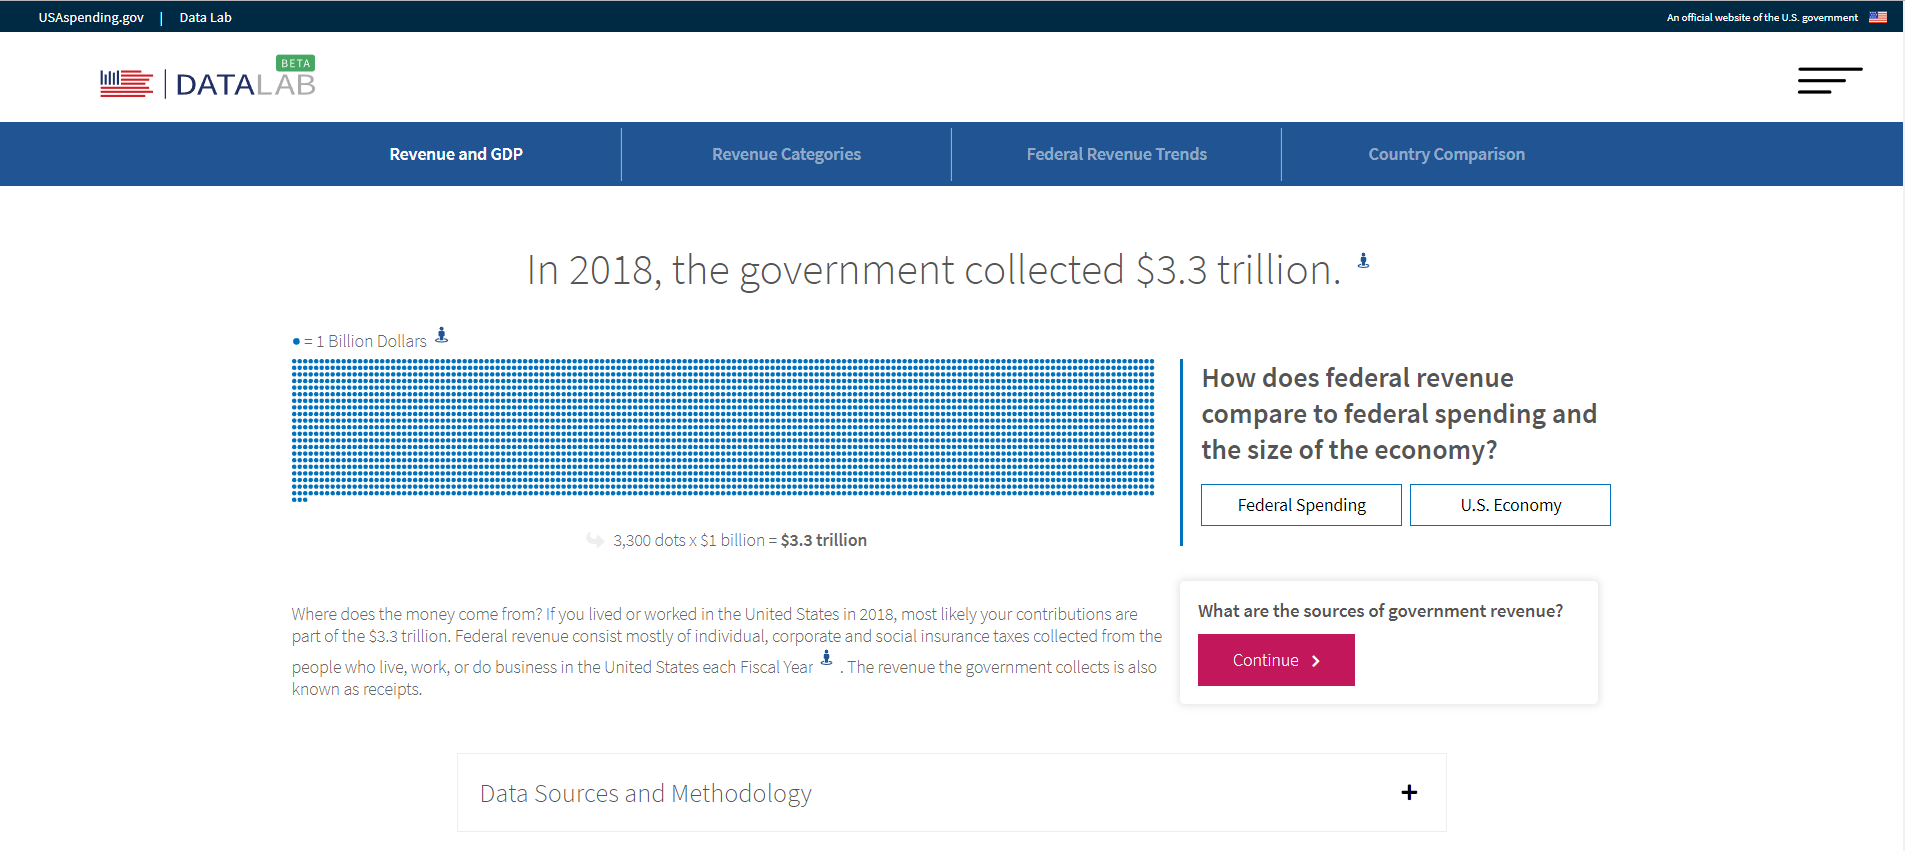 USAspending.gov | Data Lab
An official website of the U.S. government
BETA
DATALAB
Revenue and GDP
Revenue Categories
Federal Revenue Trends
Country Comparison
In 2018, the government collected $3.3 trillion.
= 1 Billion Dollars
3,300 dots x $1 billion = $3.3 trillion
How does federal revenue
compare to federal spending and
the size of the economy?
Federal Spending
U.S. Economy
Where does the money come from? If you lived or worked in the United States in 2018, most likely your contributions are
part of the $3.3 trillion. Federal revenue consist mostly of individual, corporate and social insurance taxes collected from the
people who live, work, or do business in the United States each Fiscal Year . The revenue the government collects is also
known as receipts.
What are the sources of government revenue?
Continue
Data Sources and Methodology